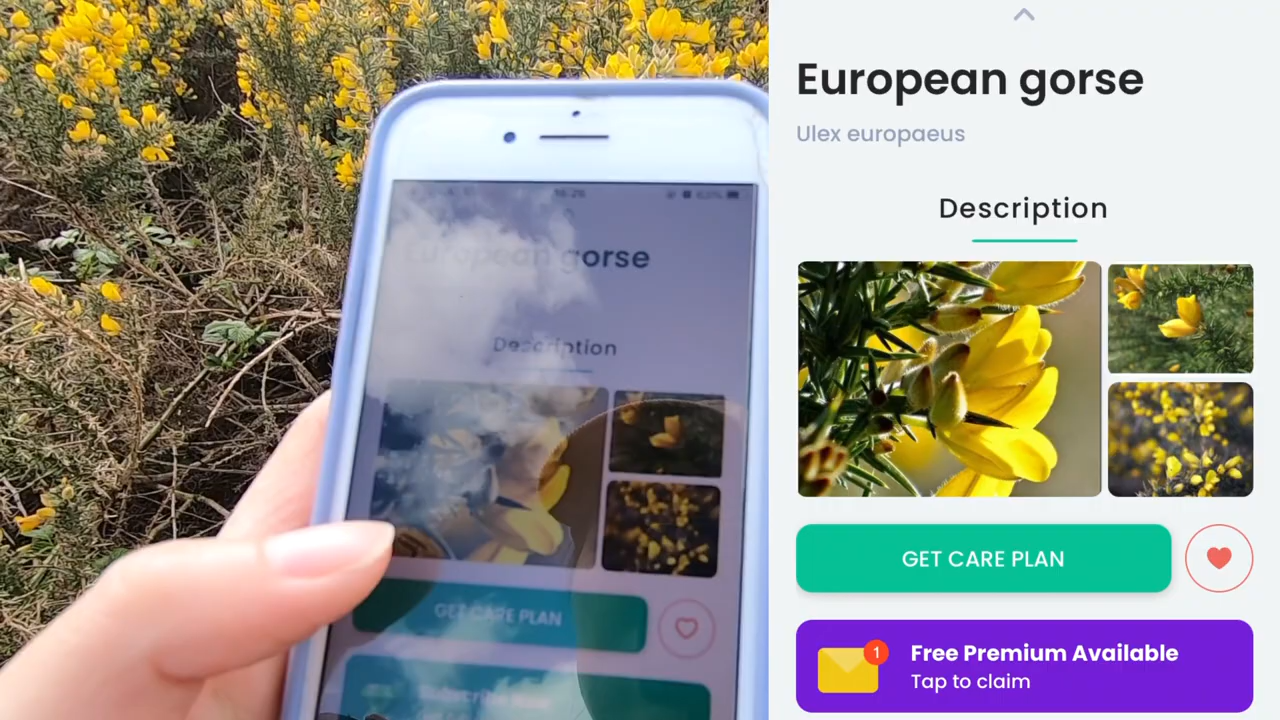 European gorse
Description
GET CARE PLAN
European gorse
Ulex europaeus
Description
GET CARE PLAN
1
Free Premium Available
Tap to claim